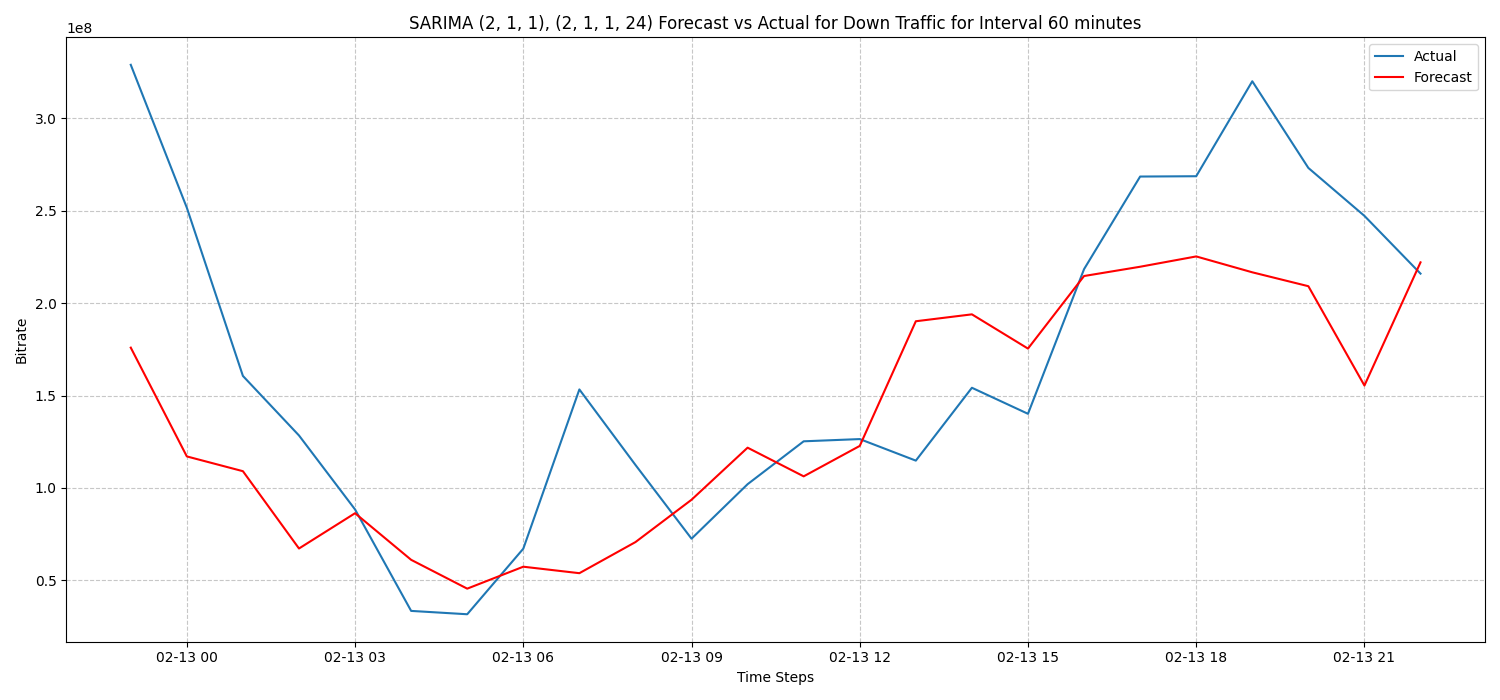 SARIMA (2, 1, 1), (2, 1, 1, 24) Forecast vs Actual for Down Traffic for Interval 60 minutes
1e8
Actual
Forecast
3.0
2.5
2.0
1.5
1.0
0.5
Bitrate
02-13 00 02-13 03 02-13 06 02-13 09 02-13 12 02-13 15 02-13 18 02-13 21
Time Steps